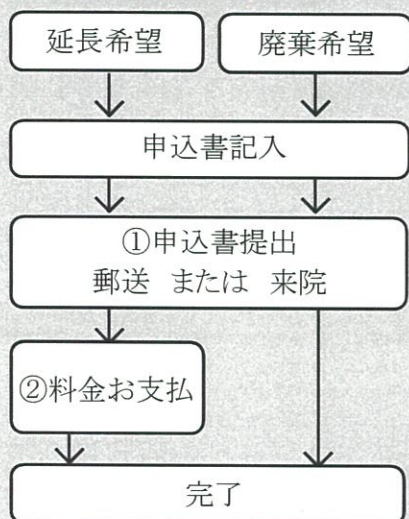 延長希望
廃棄希望
申込書記入
①申込書提出
郵送 または 来院
②料金お支払
完了